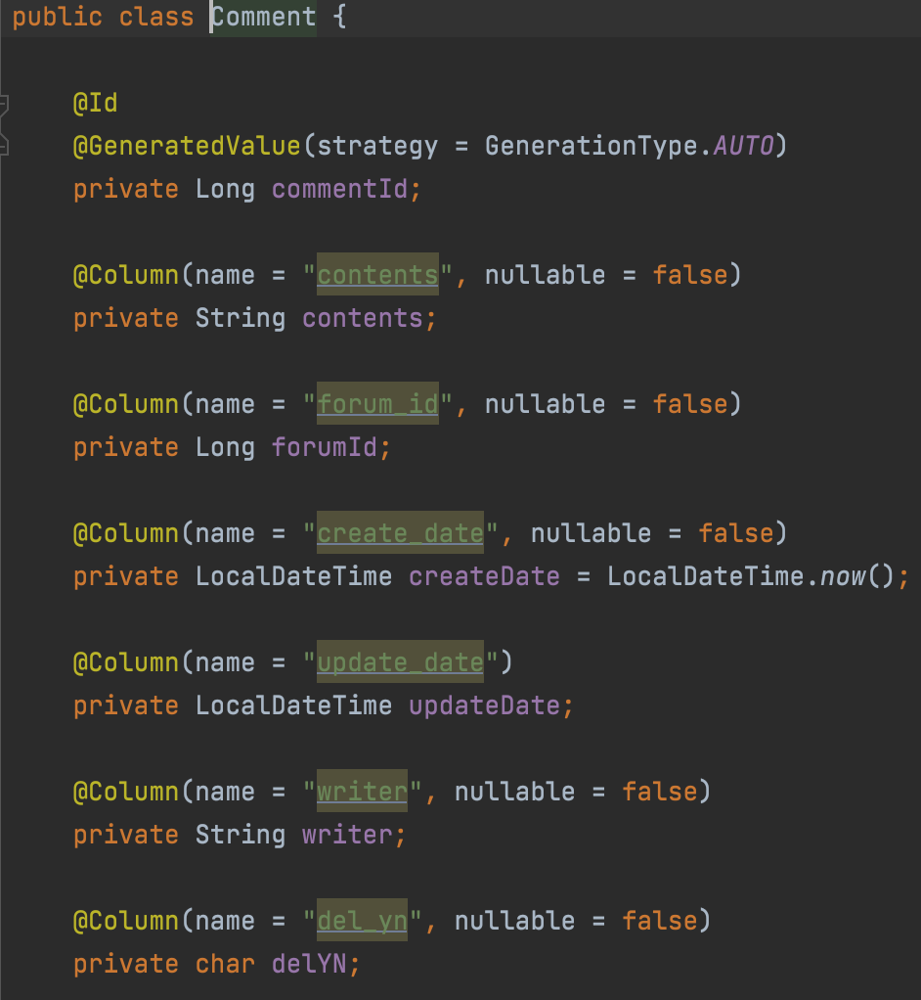 public class Comment {
@Id
@GeneratedValue(strategy = GenerationType.AUTO)
private Long commentId;
@Column(name = "contents", nullable = false)
private String contents;
@Column(name = "forum_id", nullable = false)
private Long forumId;
@Column(name = "create_date", nullable = false)
private LocalDateTime createDate = LocalDateTime.now();
@Column(name = "update_date")
private LocalDateTime updateDate;
@Column(name = "writer", nullable = false)
private String writer;
@Column(name = "del_yn", nullable = false)
private char delYN;